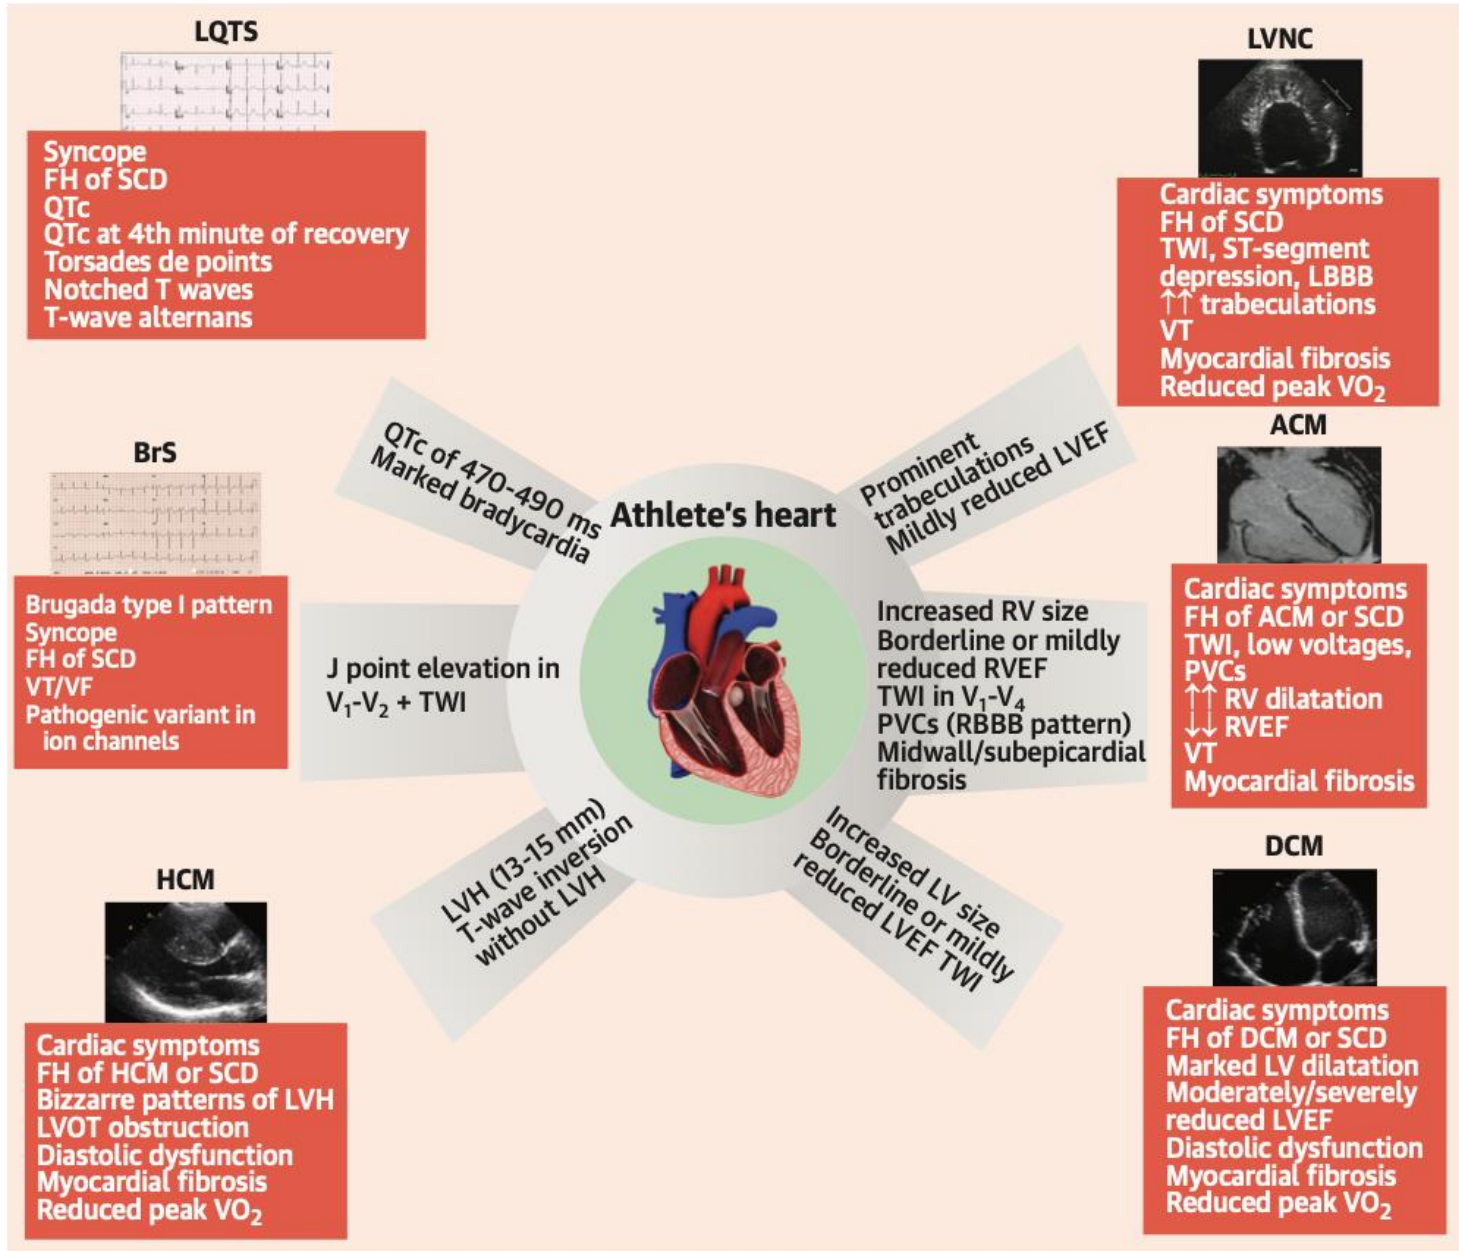 LQTS
Syncope
FH of SCD
QTc
QTc at 4th minute of recovery
Torsades de points
Notched T waves
T-wave alternans
LVNC
Cardiac symptoms
FH of SCD
TWI, ST-segment
depression, LBBB
↑↑ trabeculations
VT
Myocardial fibrosis
Reduced peak VO₂
QTc of 470-490 ms
Marked bradycardia
Athlete's heart
Prominent
trabeculations
Mildly reduced LVEF
BrS
Brugada type I pattern
Syncope
FH of SCD
VT/VF
Pathogenic variant in
ion channels
J point elevation in
V₁-V₂ + TWI
Increased RV size
Borderline or mildly
reduced RVEF
TWI in V₁-V₄
PVCs (RBBB pattern)
Midwall/subepicardial
fibrosis
ACM
Cardiac symptoms
FH of ACM or SCD
TWI, low voltages,
PVCs
↑↑ RV dilatation
↓↓ RVEF
VT
Myocardial fibrosis
HCM
Cardiac symptoms
FH of HCM or SCD
Bizzarre patterns of LVH
LVOT obstruction
Diastolic dysfunction
Myocardial fibrosis
Reduced peak VO₂
LVH (13-15 mm)
T-wave inversion
without LVH
Increased LV size
Borderline or mildly
reduced LVEF TWI
DCM
Cardiac symptoms
FH of DCM or SCD
Marked LV dilatation
Moderately/severely
reduced LVEF
Diastolic dysfunction
Myocardial fibrosis
Reduced peak VO₂